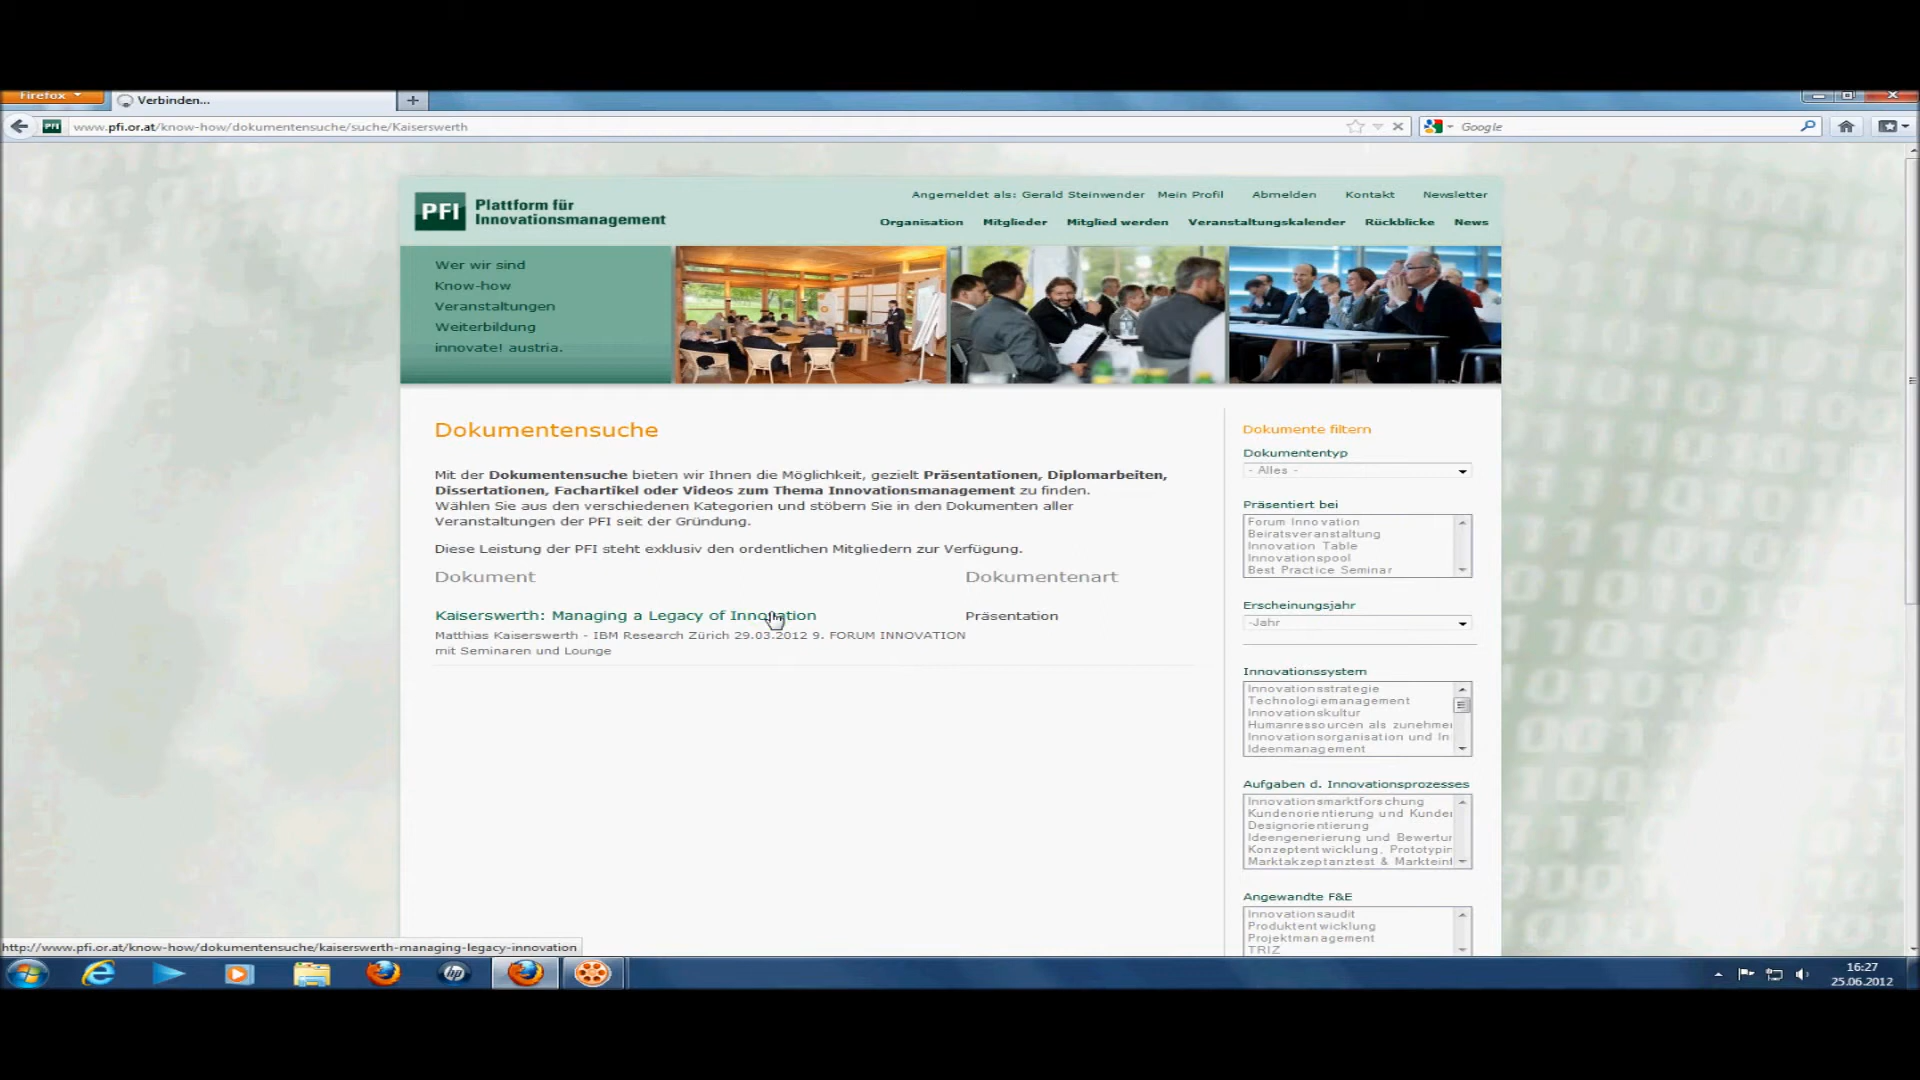 Firefox
Verbinden...
www.pfi.or.at/know-how/dokumentensuche/suche/Kaiserswerth
Google
PFI
Plattform für
Innovationsmanagement
Angemeldet als: Gerald Steinwender Mein Profil Abmelden Kontakt Newsletter
Organisation Mitglieder Mitglied werden Veranstaltungskalender Rückblicke News
Wer wir sind
Know-how
Veranstaltungen
Weiterbildung
innovate! austria.
Dokumentensuche
Mit der Dokumentensuche bieten wir Ihnen die Möglichkeit, gezielt Präsentationen, Diplomarbeiten,
Dissertationen, Fachartikel oder Videos zum Thema Innovationsmanagement zu finden.
Wählen Sie aus den verschiedenen Kategorien und stöbern Sie in den Dokumenten aller
Veranstaltungen der PFI seit der Gründung.
Diese Leistung der PFI steht exklusiv den ordentlichen Mitgliedern zur Verfügung.
Dokument Dokumentenart
Kaiserswerth: Managing a Legacy of Innovation Präsentation
Matthias Kaiserswerth - IBM Research Zürich 29.03.2012 9. FORUM INNOVATION
mit Seminaren und Lounge
Dokumente filtern
Dokumententyp
- Alles -
Präsentiert bei
Forum Innovation
Beiratsveranstaltung
Innovation Table
Innovationspool
Best Practice Seminar
Erscheinungsjahr
-Jahr
Innovationssystem
Innovationsstrategie
Technologiemanagement
Innovationskultur
Humanressourcen als zunehmer
Innovationsorganisation und In
Ideenmanagement
Aufgaben d. Innovationsprozesses
Innovationsmarktforschung
Kundenorientierung und Kunder
Designorientierung
Ideengenerierung und Bewertur
Konzeptentwicklung, Prototypir
Marktakzeptanztest & Markteinf
Angewandte F&E
Innovationsaudit
Produktentwicklung
Projektmanagement
TRIZ
http://www.pfi.or.at/know-how/dokumentensuche/kaiserswerth-managing-legacy-innovation
hp
16:27
25.06.2012